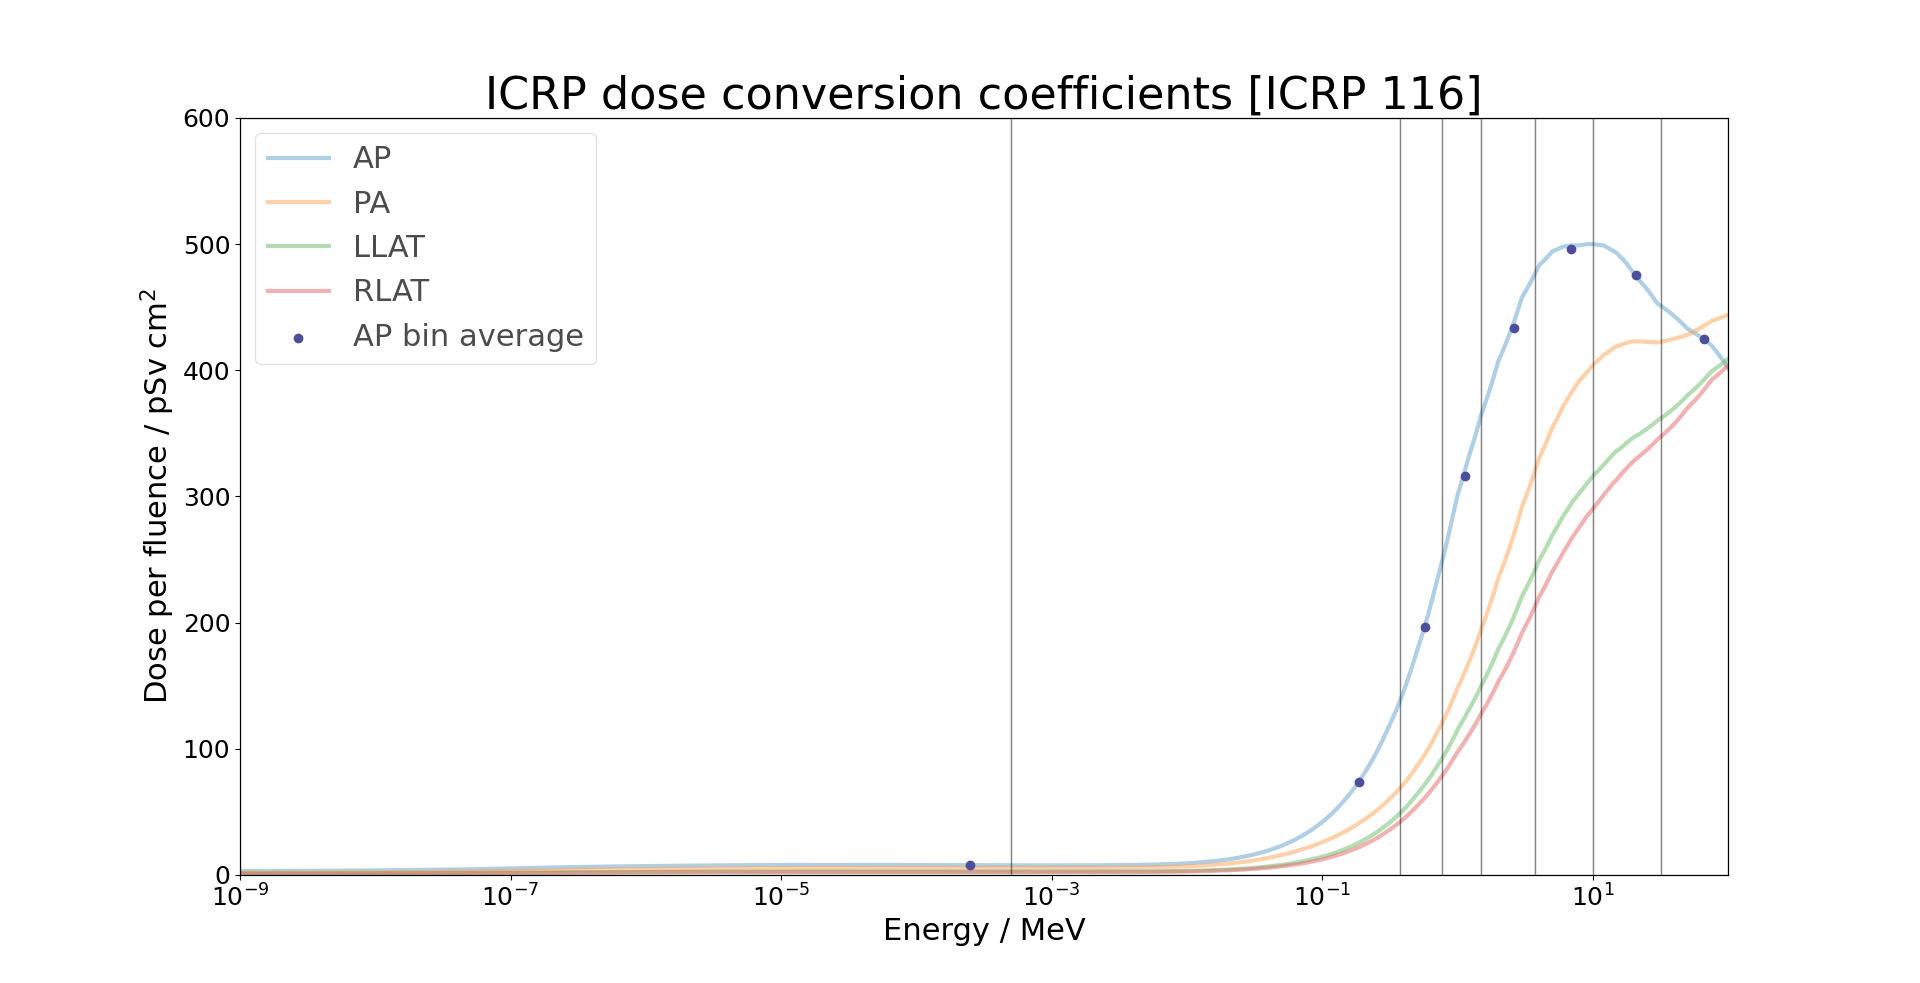 ICRP dose conversion coefficients [ICRP 116]
600
500
400
300
200
100
0
Dose per fluence / pSv cm²
AP
PA
LLAT
RLAT
AP bin average
10⁻⁹
10⁻⁷
10⁻⁵
10⁻³
10⁻¹
10¹
Energy / MeV